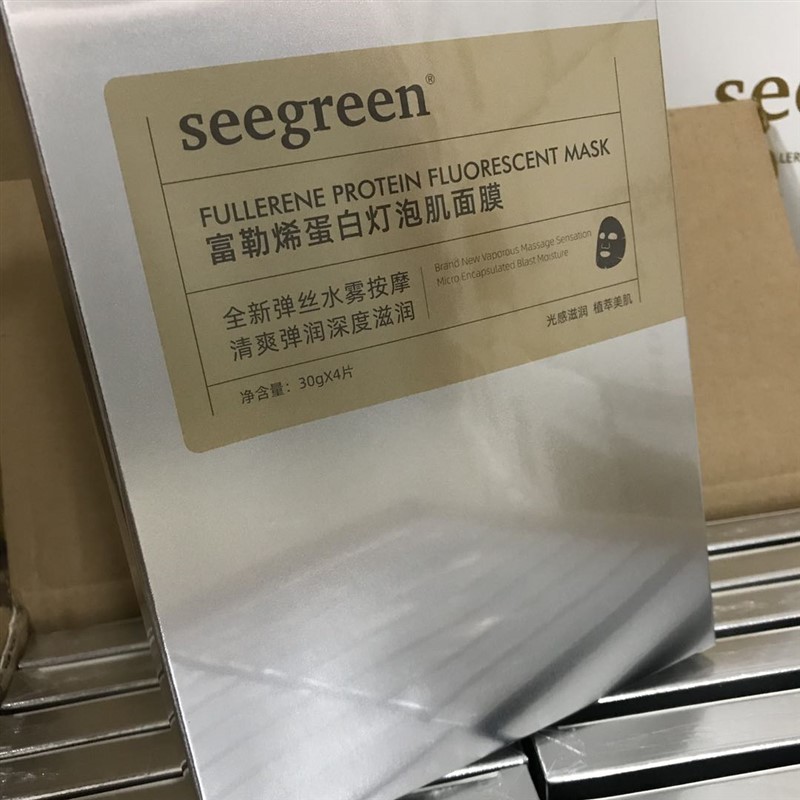 seegreen®
FULLERENE PROTEIN FLUORESCENT MASK
富勒烯蛋白灯泡肌面膜
全新弹丝水雾按摩
清爽弹润深度滋润
Brand New Vaporous Massage Sensation
Micro Encapsulated Blast Moisture
光感滋润 植萃美肌
净含量：30gX4片
see
LER